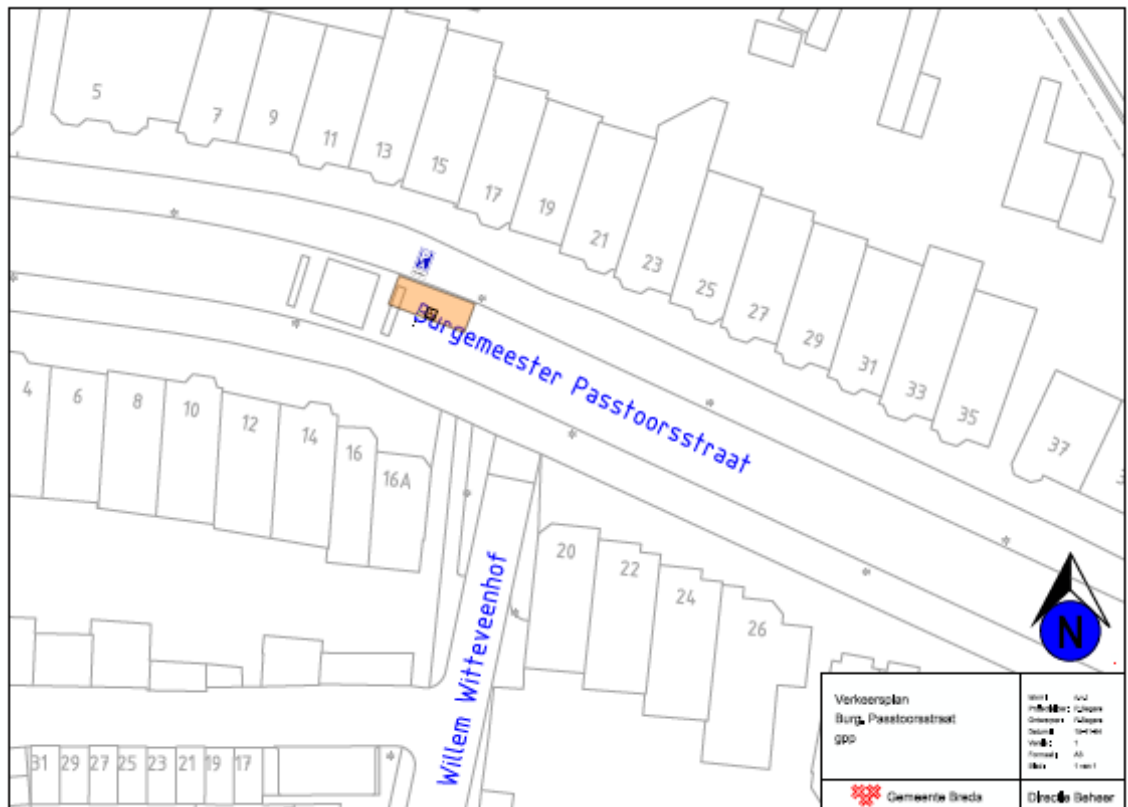 5
7
9
11
13
15
17
19
21
23
25
27
29
31
33
35
37
Burgemeester Passtoorsstraat
4
6
8
10
12
14
16
16A
20
22
24
26
Willem Witteveenhof
31 29 27 25 23 21 19 17
N
Verkeersplan
Burg. Passtoorsstraat
gpp
Gemeente Breda
Directie Beheer